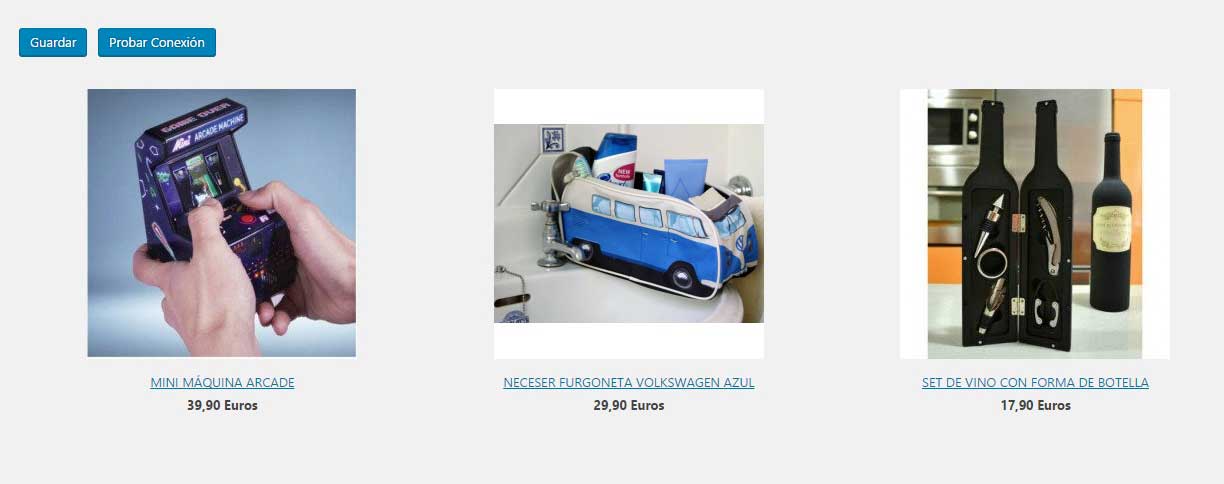 Guardar
Probar Conexión
GAME OVER
Mini ARCADE MACHINE
NEW
MINI MÁQUINA ARCADE
39,90 Euros
NECESER FURGONETA VOLKSWAGEN AZUL
29,90 Euros
SET DE VINO CON FORMA DE BOTELLA
17,90 Euros